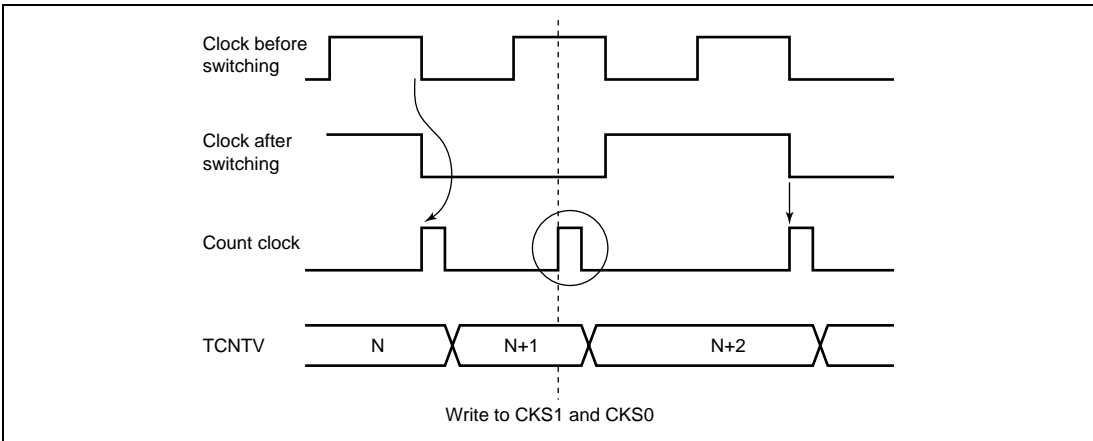 Clock before
switching
Clock after
switching
Count clock
TCNTV
N
N+1
N+2
Write to CKS1 and CKS0